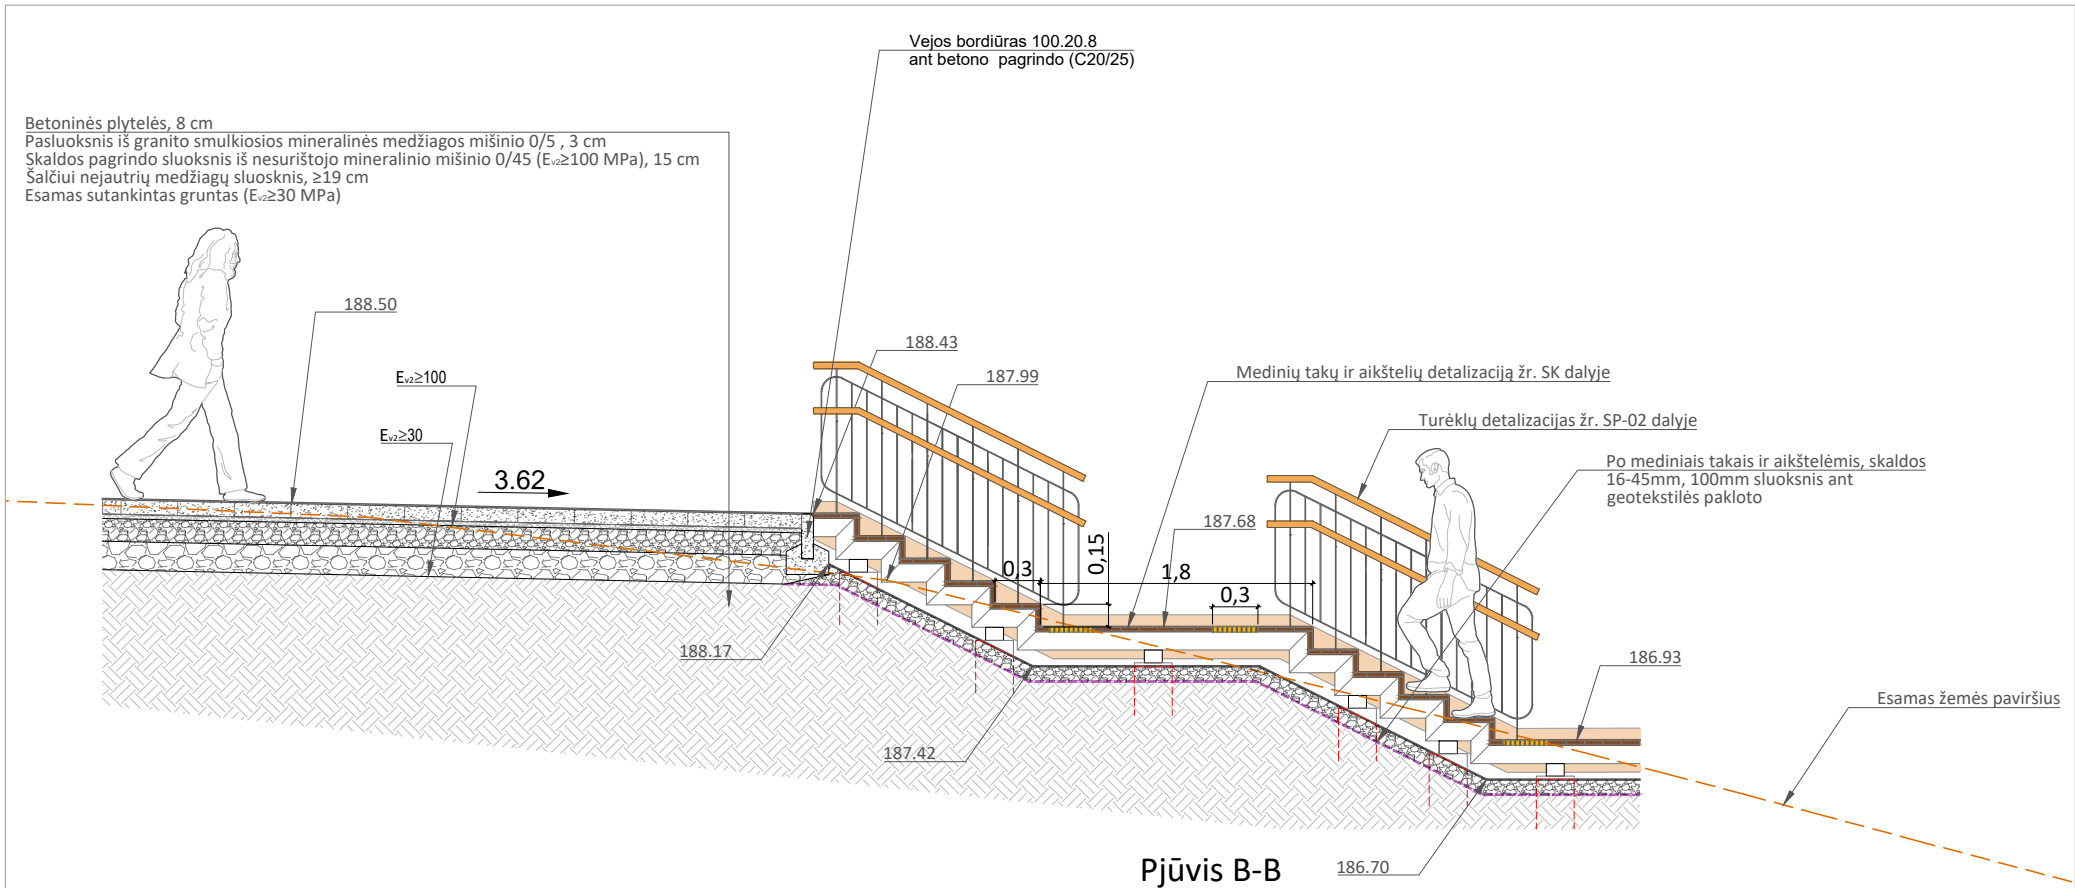 Vejos bordiūras 100.20.8
ant betono pagrindo (C20/25)
Betoninės plytelės, 8 cm
Pasluoksnis iš granito smulkiosios mineralinės medžiagos mišinio 0/5 , 3 cm
Skaldos pagrindo sluoksnis iš nesurištojo mineralinio mišinio 0/45 (Ev2≥100 MPa), 15 cm
Šalčiui nejautrių medžiagų sluosknis, ≥19 cm
Esamas sutankintas gruntas (Ev2≥30 MPa)
188.50
188.43
187.99
Ev2≥100
Ev2≥30
3.62
Medinių takų ir aikštelių detalizaciją žr. SK dalyje
Turėklų detalizacijas žr. SP-02 dalyje
Po mediniais takais ir aikštelėmis, skaldos
16-45mm, 100mm sluoksnis ant
geotekstilės pakloto
187.68
0,15
0,3
1,8
0,3
188.17
187.42
186.93
Esamas žemės paviršius
186.70
Pjūvis B-B